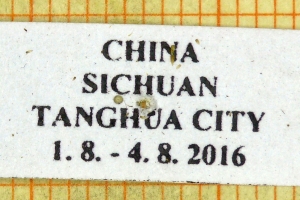 CHINA
SICHUAN
TANGHUA CITY
1. 8. - 4. 8. 2016